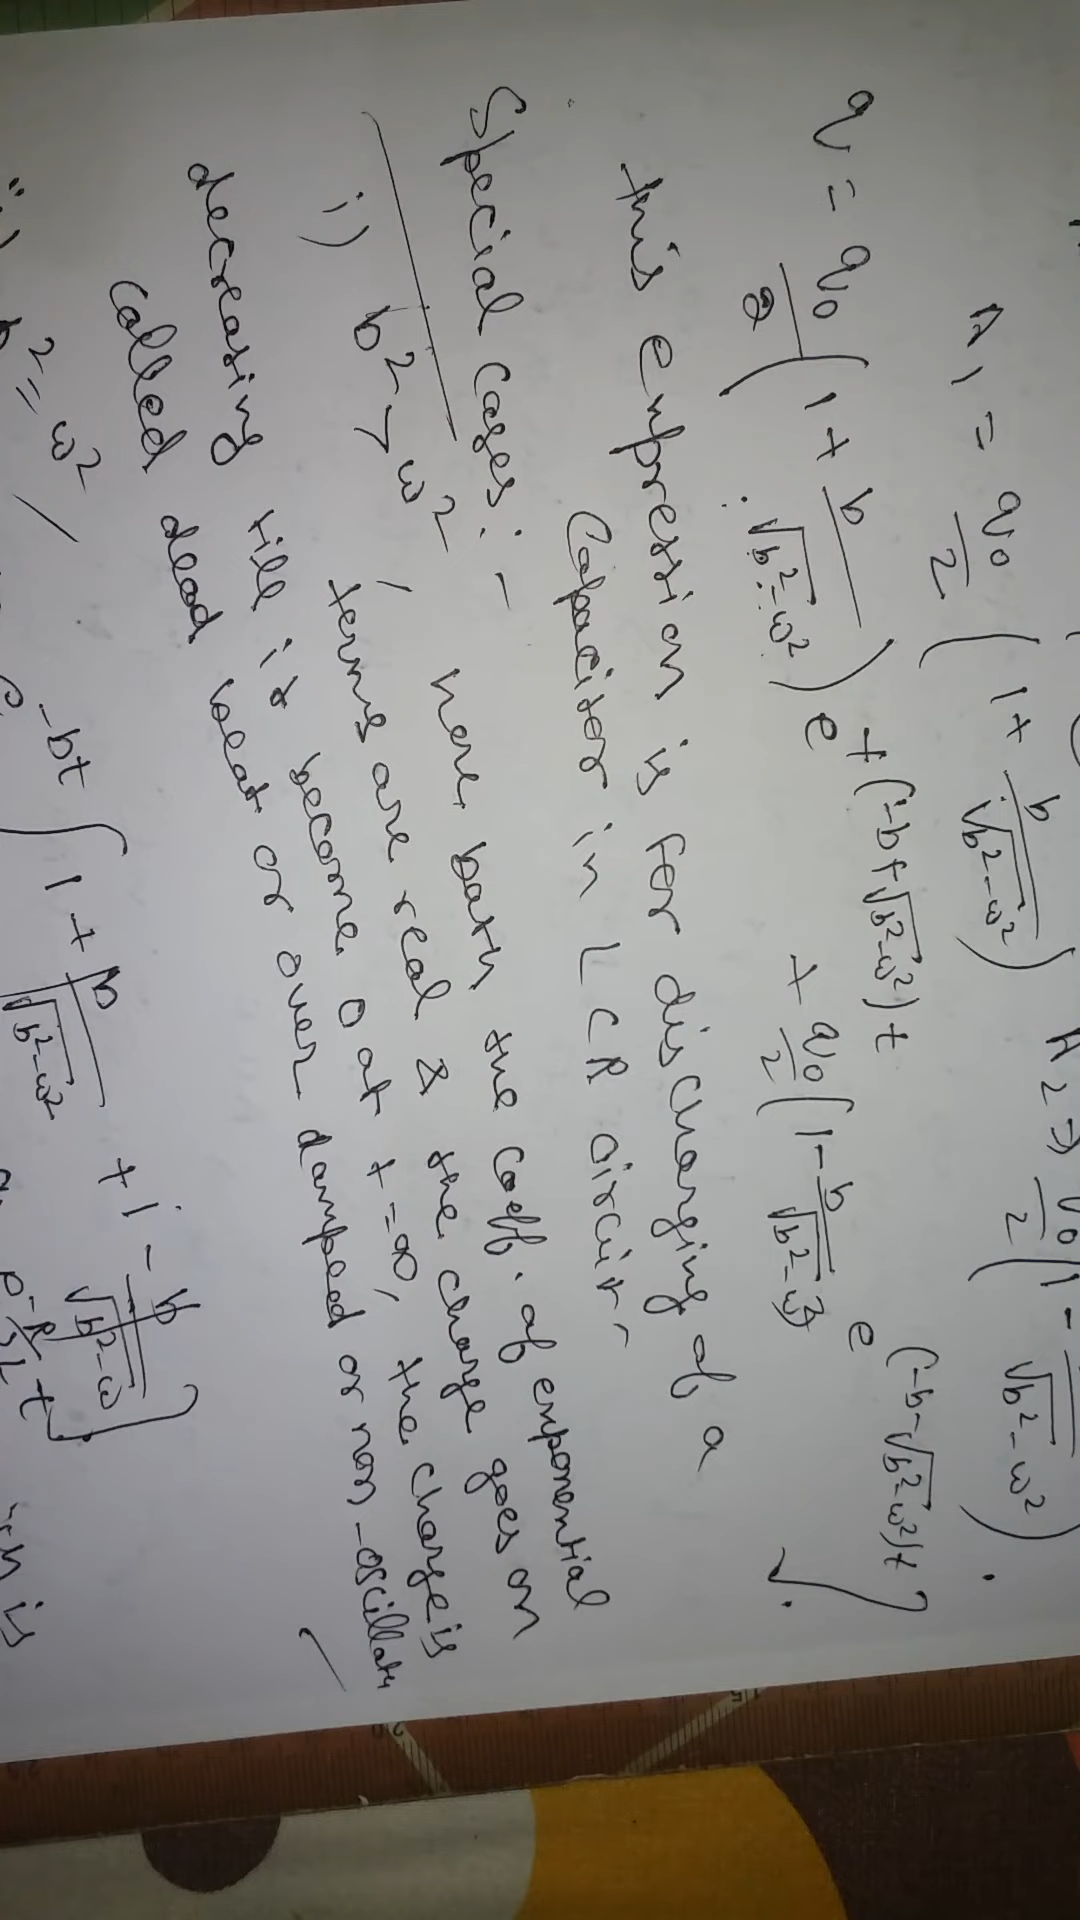 A₁ = q₀/2 (1 + b/√b²-ω²) A₂ ⇒ q₀/2 (1 - /√b²-ω²)
q = q₀/2 (1 + b/√b²-ω²) e^+(-b+√b²-ω²)t + q₀/2 (1 - b/√b²-ω²) e^(-b-√b²-ω²)t
this expression is for discharging of a
Capacitor in LCR circuit,
Special Cases:-
i) b² > ω², here both the coeff. of exponential
terms are real & the charge goes on
decreasing till it become 0 at t=∞, the charge is
called dead beat or over damped or non-oscillatory
ii) b² = ω², e^-bt [1 + b/√b²-ω² + 1 - b/√b²-ω]
e^-R/2L t
is